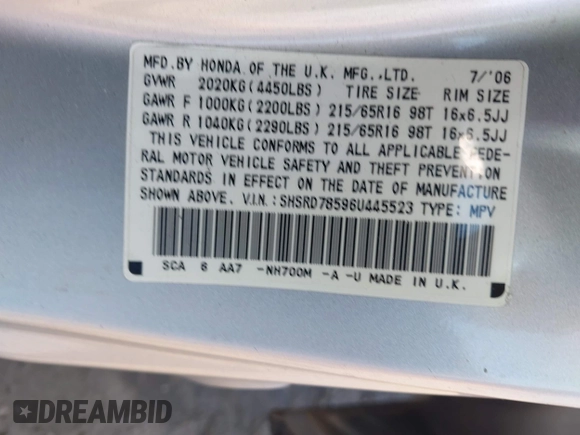 MFD.BY HONDA OF THE U.K. MFG.,LTD. 7/'06
GVWR 2020KG(4450LBS) TIRE SIZE RIM SIZE
GAWR F 1000KG(2200LBS) 215/65R16 98T 16x6.5JJ
GAWR R 1040KG(2290LBS) 215/65R16 98T 16x6.5JJ
THIS VEHICLE CONFORMS TO ALL APPLICABLE FEDE-
RAL MOTOR VEHICLE SAFETY AND THEFT PREVENTION
STANDARDS IN EFFECT ON THE DATE OF MANUFACTURE
SHOWN ABOVE. V.I.N.:SHSRD78596U445523 TYPE: MPV
SCA 6 AA7 -NH700M -A -U MADE IN U.K.
DREAMBID